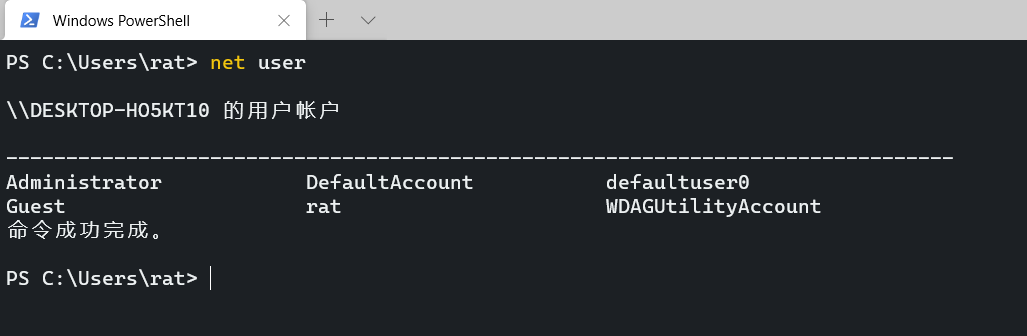 Windows PowerShell
PS C:\Users\rat> net user
\\DESKTOP-HO5KT10 的用户帐户
-------------------------------------------------------------------------------
Administrator            DefaultAccount           defaultuser0
Guest                    rat                      WDAGUtilityAccount
命令成功完成。
PS C:\Users\rat>